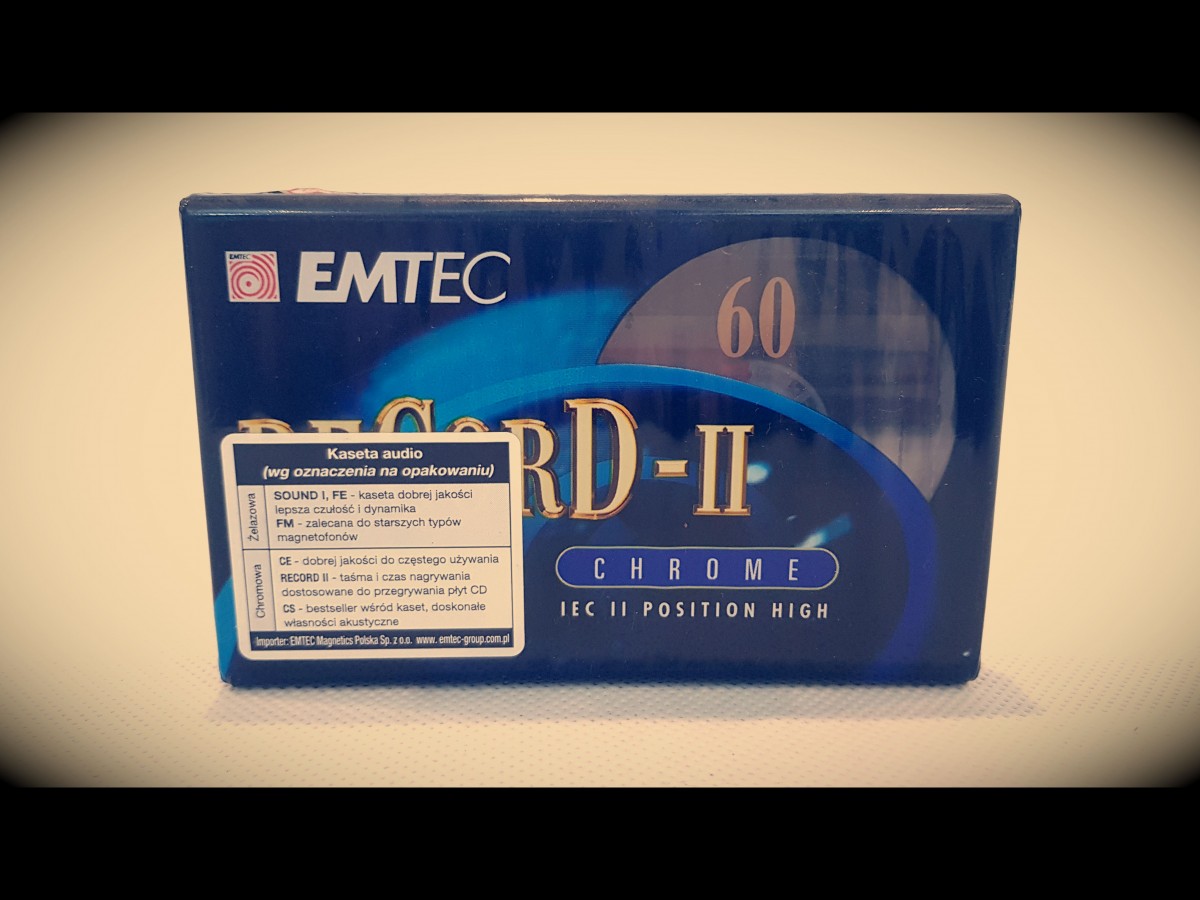 EMTEC
EMTEC
60
RECORD-II
Kaseta audio
(wg oznaczenia na opakowaniu)
Żelazowa
SOUND I, FE - kaseta dobrej jakości
lepsza czułość i dynamika
FM - zalecana do starszych typów
magnetofonów
Chromowa
CE - dobrej jakości do częstego używania
RECORD II - taśma i czas nagrywania
dostosowane do przegrywania płyt CD
CS - bestseller wśród kaset, doskonałe
własności akustyczne
Importer: EMTEC Magnetics Polska Sp. z o.o. www. emtec-group.com.pl
CHROME
IEC II POSITION HIGH